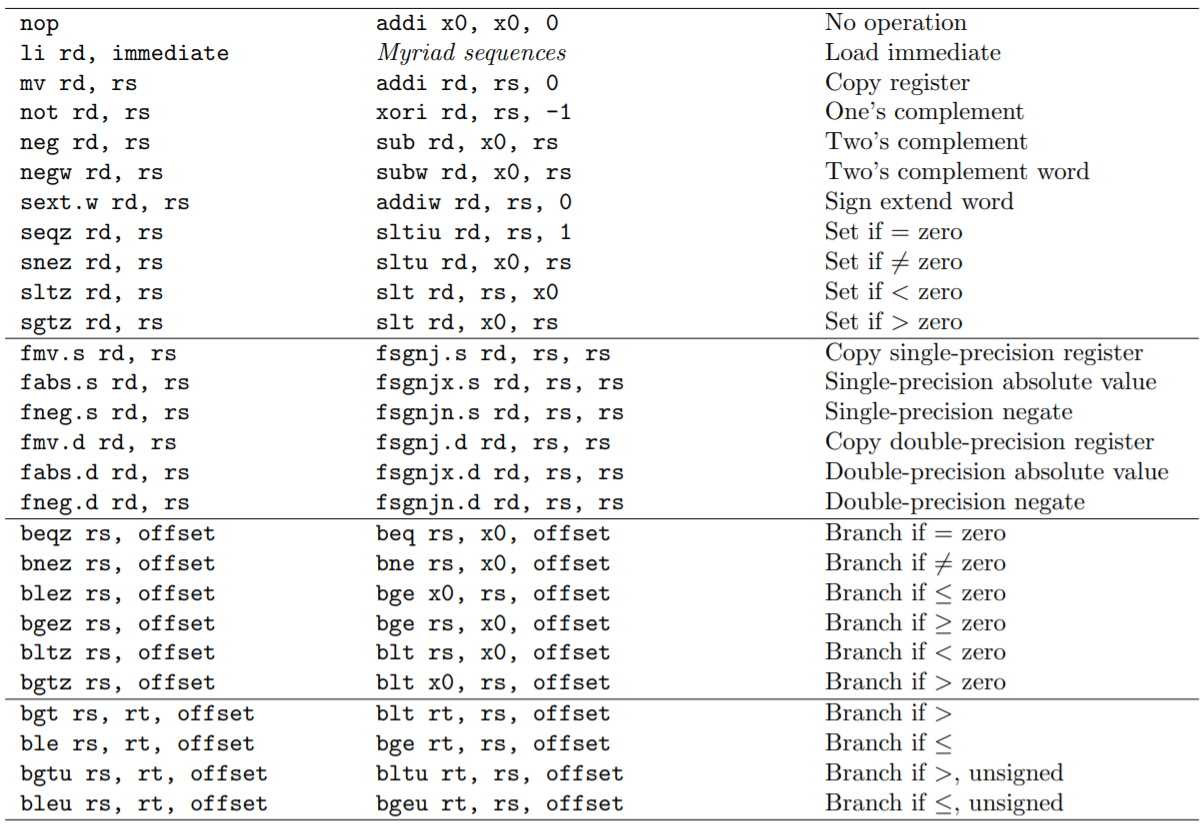 nop addi x0, x0, 0 No operation
li rd, immediate Myriad sequences Load immediate
mv rd, rs addi rd, rs, 0 Copy register
not rd, rs xori rd, rs, -1 One's complement
neg rd, rs sub rd, x0, rs Two's complement
negw rd, rs subw rd, x0, rs Two's complement word
sext.w rd, rs addiw rd, rs, 0 Sign extend word
seqz rd, rs sltiu rd, rs, 1 Set if = zero
snez rd, rs sltu rd, x0, rs Set if ≠ zero
sltz rd, rs slt rd, rs, x0 Set if < zero
sgtz rd, rs slt rd, x0, rs Set if > zero
fmv.s rd, rs fsgnj.s rd, rs, rs Copy single-precision register
fabs.s rd, rs fsgnjx.s rd, rs, rs Single-precision absolute value
fneg.s rd, rs fsgnjn.s rd, rs, rs Single-precision negate
fmv.d rd, rs fsgnj.d rd, rs, rs Copy double-precision register
fabs.d rd, rs fsgnjx.d rd, rs, rs Double-precision absolute value
fneg.d rd, rs fsgnjn.d rd, rs, rs Double-precision negate
beqz rs, offset beq rs, x0, offset Branch if = zero
bnez rs, offset bne rs, x0, offset Branch if ≠ zero
blez rs, offset bge x0, rs, offset Branch if ≤ zero
bgez rs, offset bge rs, x0, offset Branch if ≥ zero
bltz rs, offset blt rs, x0, offset Branch if < zero
bgtz rs, offset blt x0, rs, offset Branch if > zero
bgt rs, rt, offset blt rt, rs, offset Branch if >
ble rs, rt, offset bge rt, rs, offset Branch if ≤
bgtu rs, rt, offset bltu rt, rs, offset Branch if >, unsigned
bleu rs, rt, offset bgeu rt, rs, offset Branch if ≤, unsigned